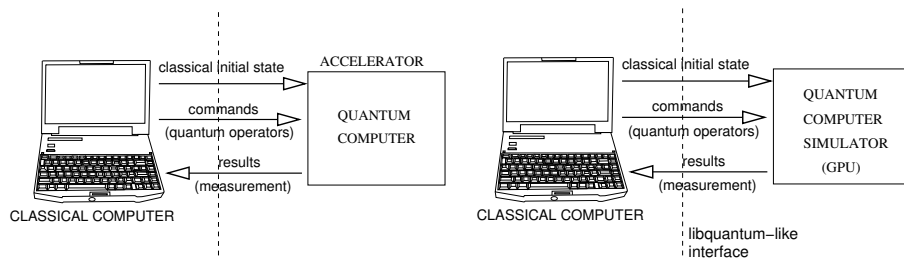 ACCELERATOR
classical initial state
commands
(quantum operators)
results
(measurement)
QUANTUM
COMPUTER
CLASSICAL COMPUTER
classical initial state
commands
(quantum operators)
results
(measurement)
QUANTUM
COMPUTER
SIMULATOR
(GPU)
CLASSICAL COMPUTER
libquantum−like
interface